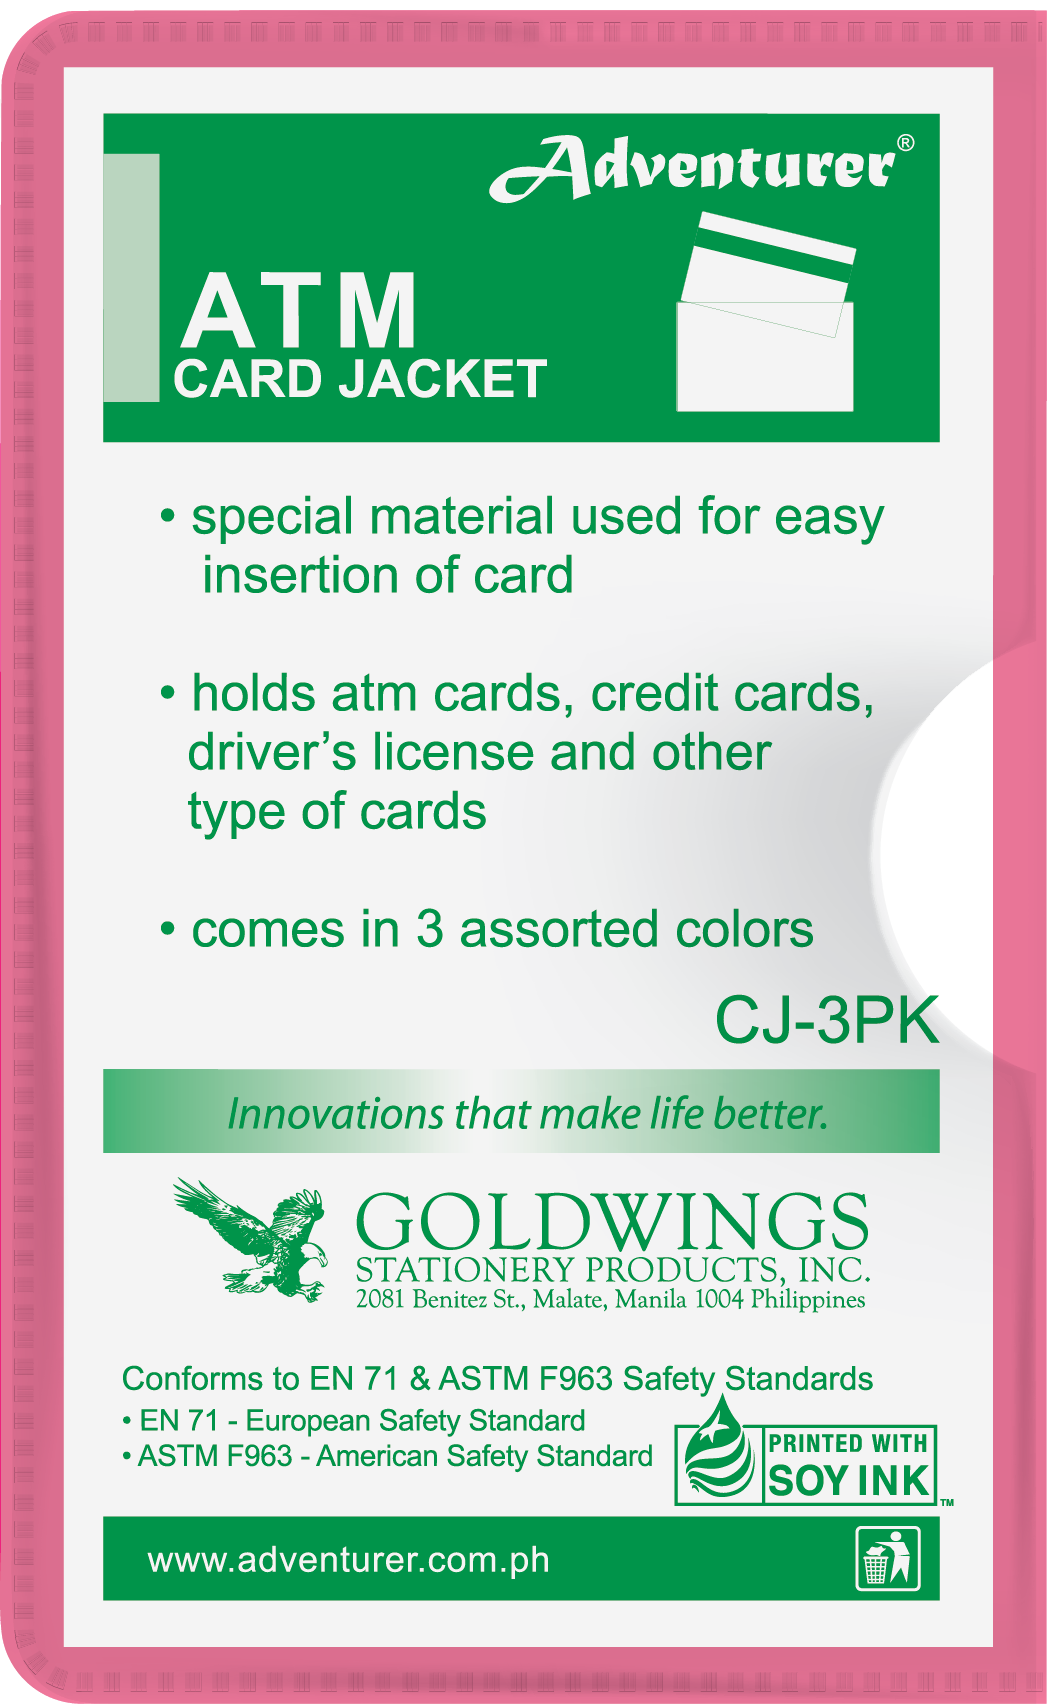 Adventurer®
ATM
CARD JACKET
• special material used for easy
insertion of card
• holds atm cards, credit cards,
driver’s license and other
type of cards
• comes in 3 assorted colors
CJ-3PK
Innovations that make life better.
GOLDWINGS
STATIONERY PRODUCTS, INC.
2081 Benitez St., Malate, Manila 1004 Philippines
Conforms to EN 71 & ASTM F963 Safety Standards
• EN 71 - European Safety Standard
• ASTM F963 - American Safety Standard
PRINTED WITH
SOY INK™
www.adventurer.com.ph